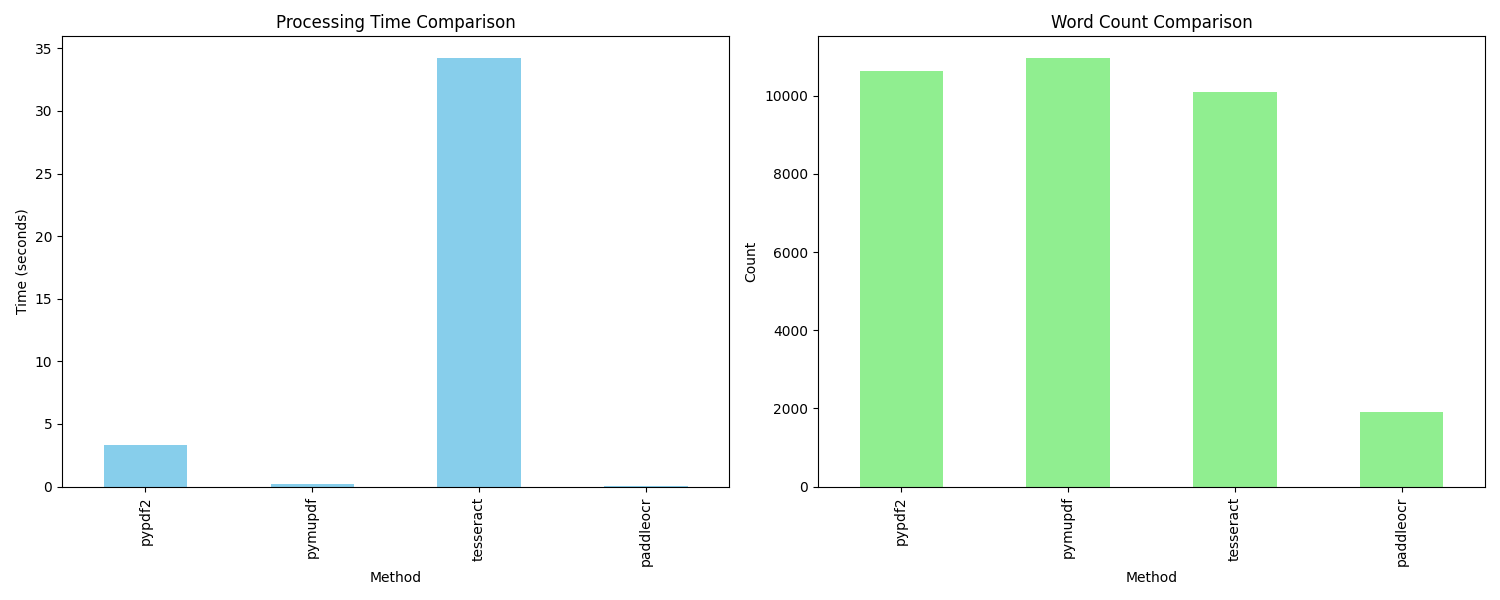 Processing Time Comparison
Time (seconds)
35
30
25
20
15
10
5
0
pypdf2
pymupdf
tesseract
paddleocr
Method
Word Count Comparison
Count
10000
8000
6000
4000
2000
0
pypdf2
pymupdf
tesseract
paddleocr
Method